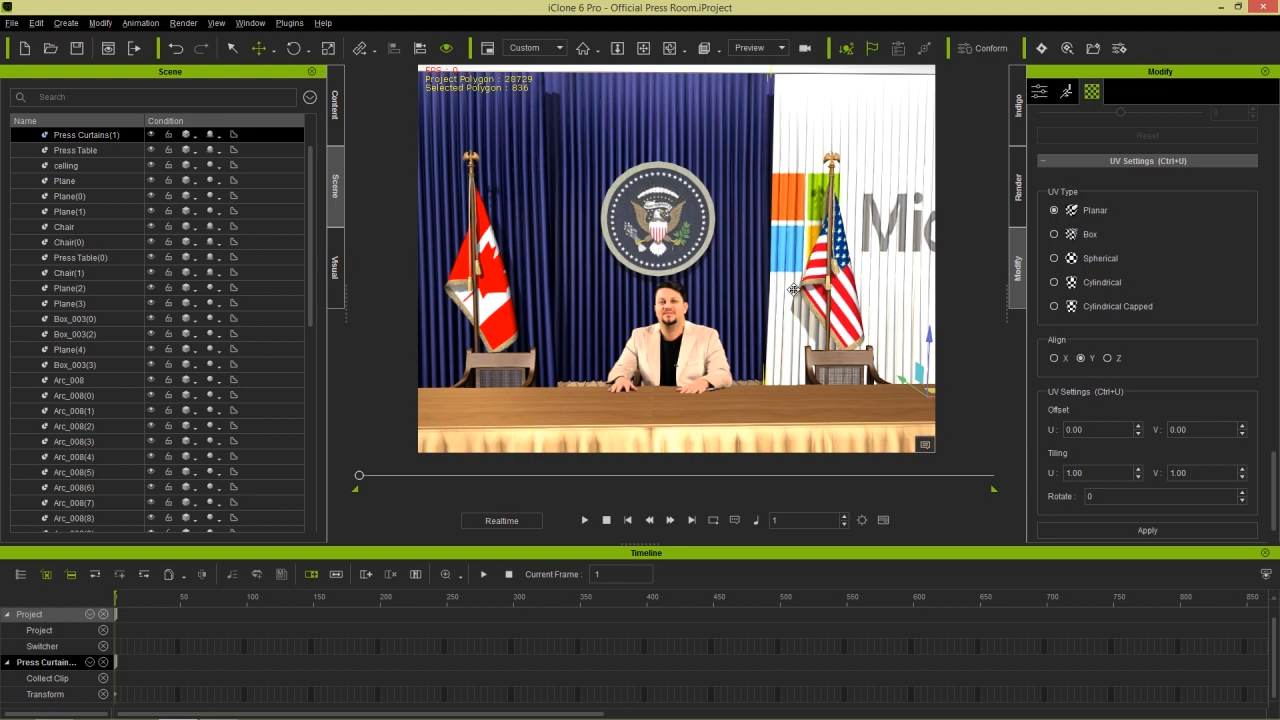 iClone 6 Pro - Official Press Room.iProject
File Edit Create Modify Animation Render View Window Plugins Help
Custom Preview Conform
Scene
Search
Name Condition
Press Curtains(1)
Press Table
celling
Plane
Plane(0)
Plane(1)
Chair
Chair(0)
Press Table(0)
Chair(1)
Plane(2)
Plane(3)
Box_003(0)
Box_003(2)
Plane(4)
Box_003(3)
Arc_008
Arc_008(0)
Arc_008(1)
Arc_008(2)
Arc_008(3)
Arc_008(4)
Arc_008(5)
Arc_008(6)
Arc_008(7)
Arc_008(8)
Content
Scene
Visual
FPS : 0
Project Polygon : 28729
Selected Polygon : 836
Mic
Indigo
Render
Modify
Modify
0
Reset
UV Settings (Ctrl+U)
UV Type
Planar
Box
Spherical
Cylindrical
Cylindrical Capped
Align
X Y Z
UV Settings (Ctrl+U)
Offset
U : 0.00 V : 0.00
Tiling
U : 1.00 V : 1.00
Rotate : 0
Apply
Realtime 1
Timeline
Current Frame : 1
50 100 150 200 250 300 350 400 450 500 550 600 650 700 750 800 850
Project
Project
Switcher
Press Curtain...
Collect Clip
Transform